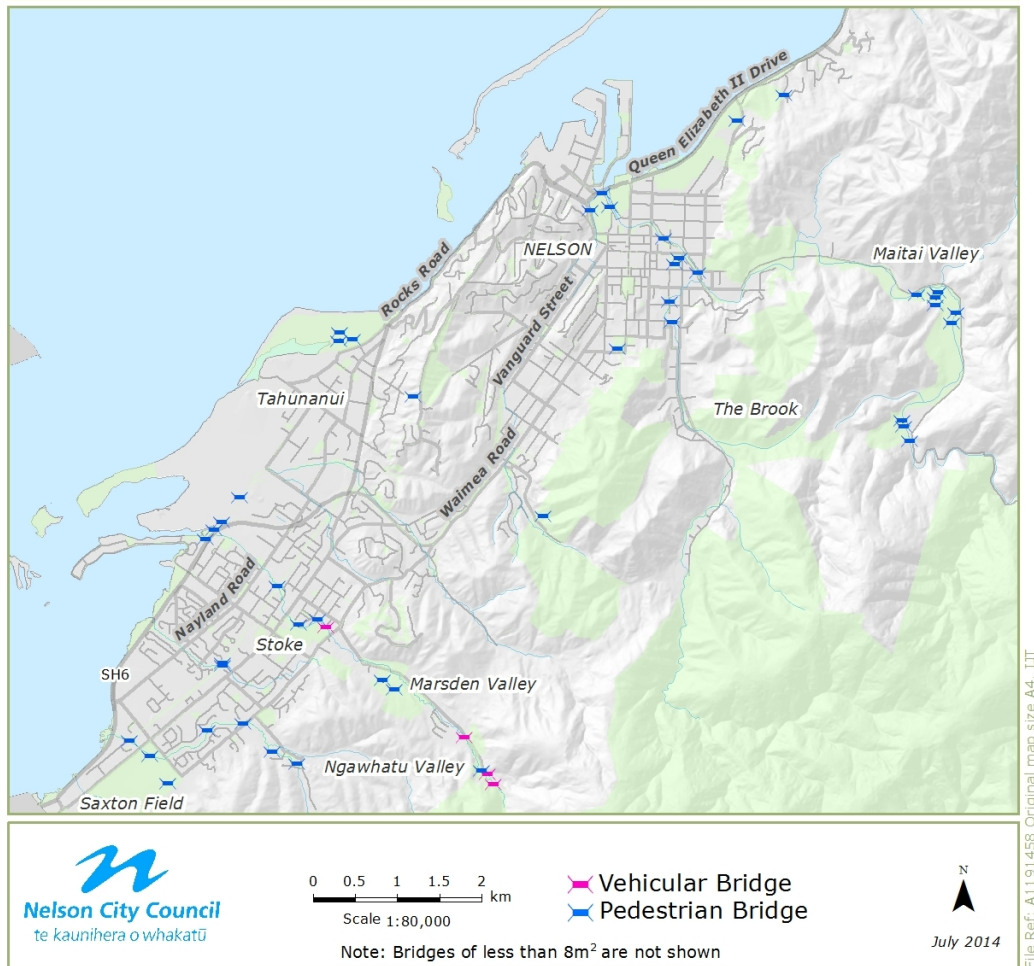 Queen Elizabeth II Drive
Maitai Valley
NELSON
Rocks Road
Vanguard Street
Tahunanui
The Brook
Waimea Road
Nayland Road
Stoke
SH6
Marsden Valley
Ngawhatu Valley
Saxton Field
Nelson City Council
te kaunihera o whakatū
0 0.5 1 1.5 2 km
Scale 1:80,000
Vehicular Bridge
Pedestrian Bridge
Note: Bridges of less than 8m² are not shown
N
July 2014
File Ref: A1191458 Original map size A4. IIT